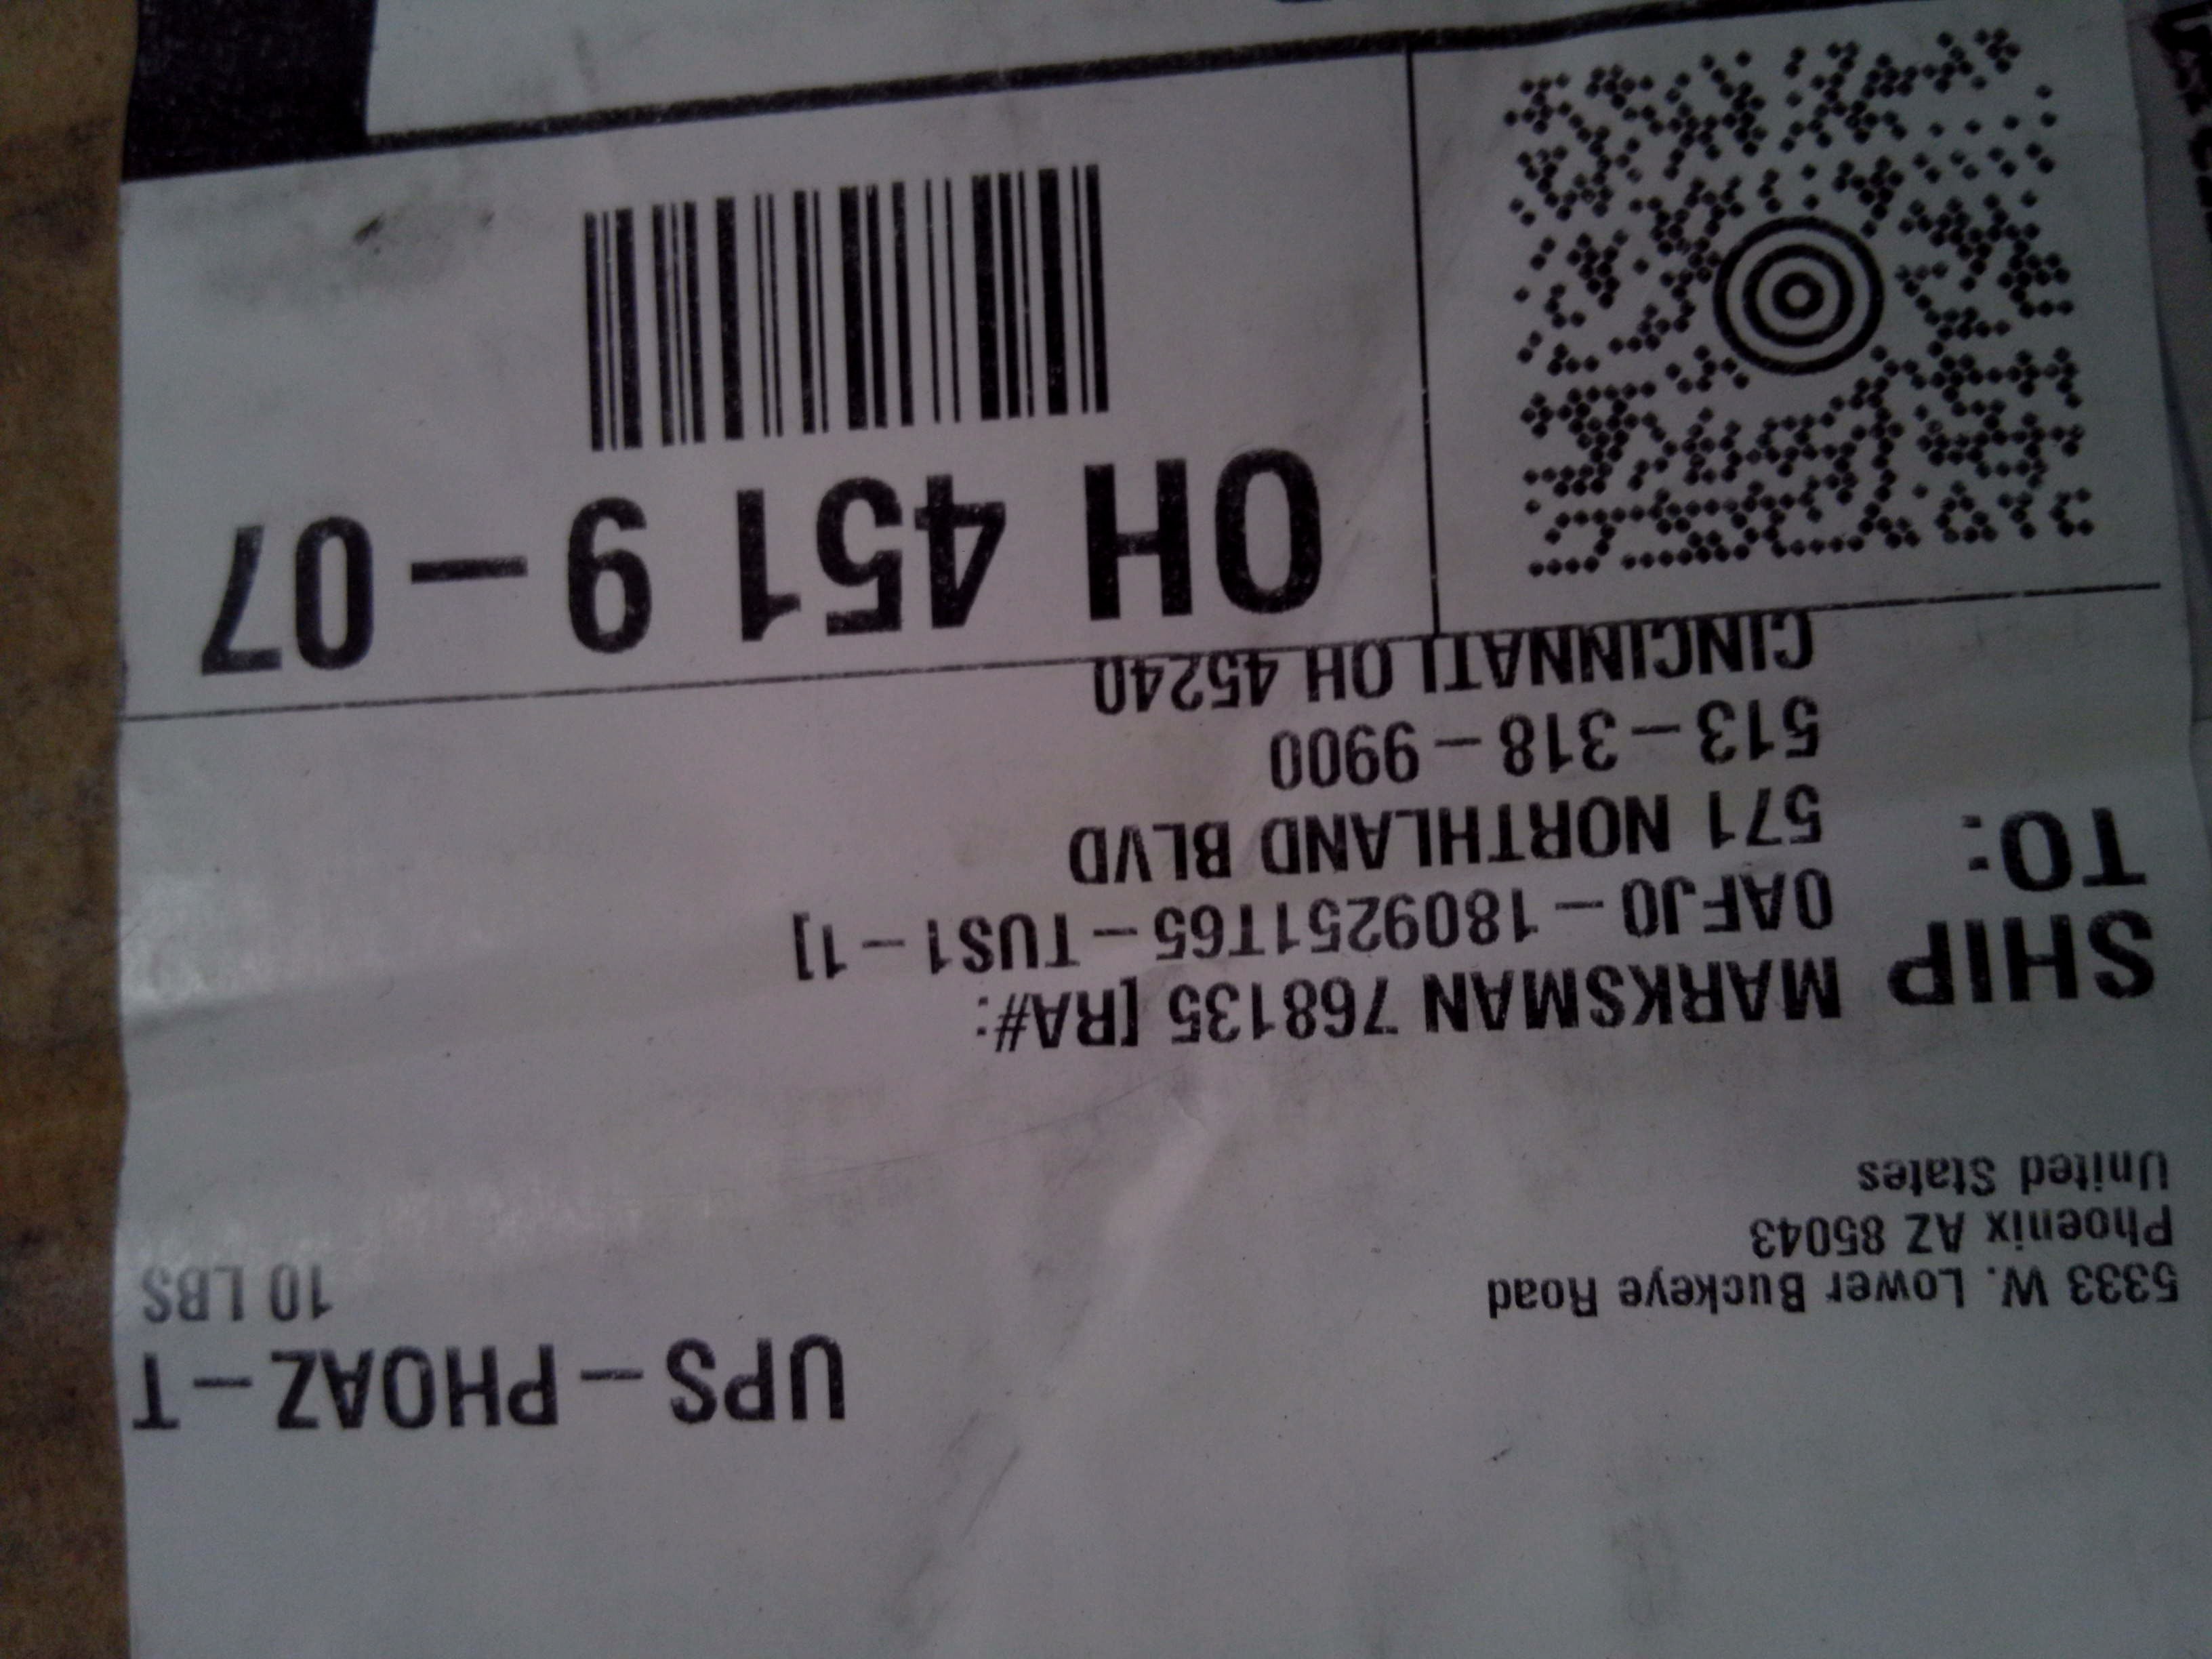 UPS-PHOAZ-T
10 LBS
5333 W. Lower Buckeye Road
Phoenix AZ 85043
United States
SHIP
TO:
MARKSMAN 768135 [RA#:
0AFJ0-1809251T65-TUS1-1]
571 NORTHLAND BLVD
513-318-9900
CINCINNATI OH 45240
OH 451 9-07